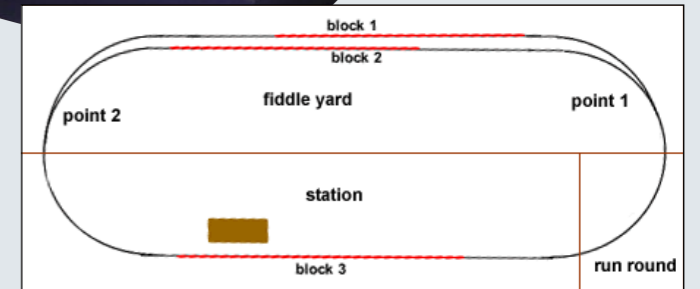 block 1
block 2
fiddle yard
point 1
point 2
station
block 3
run round